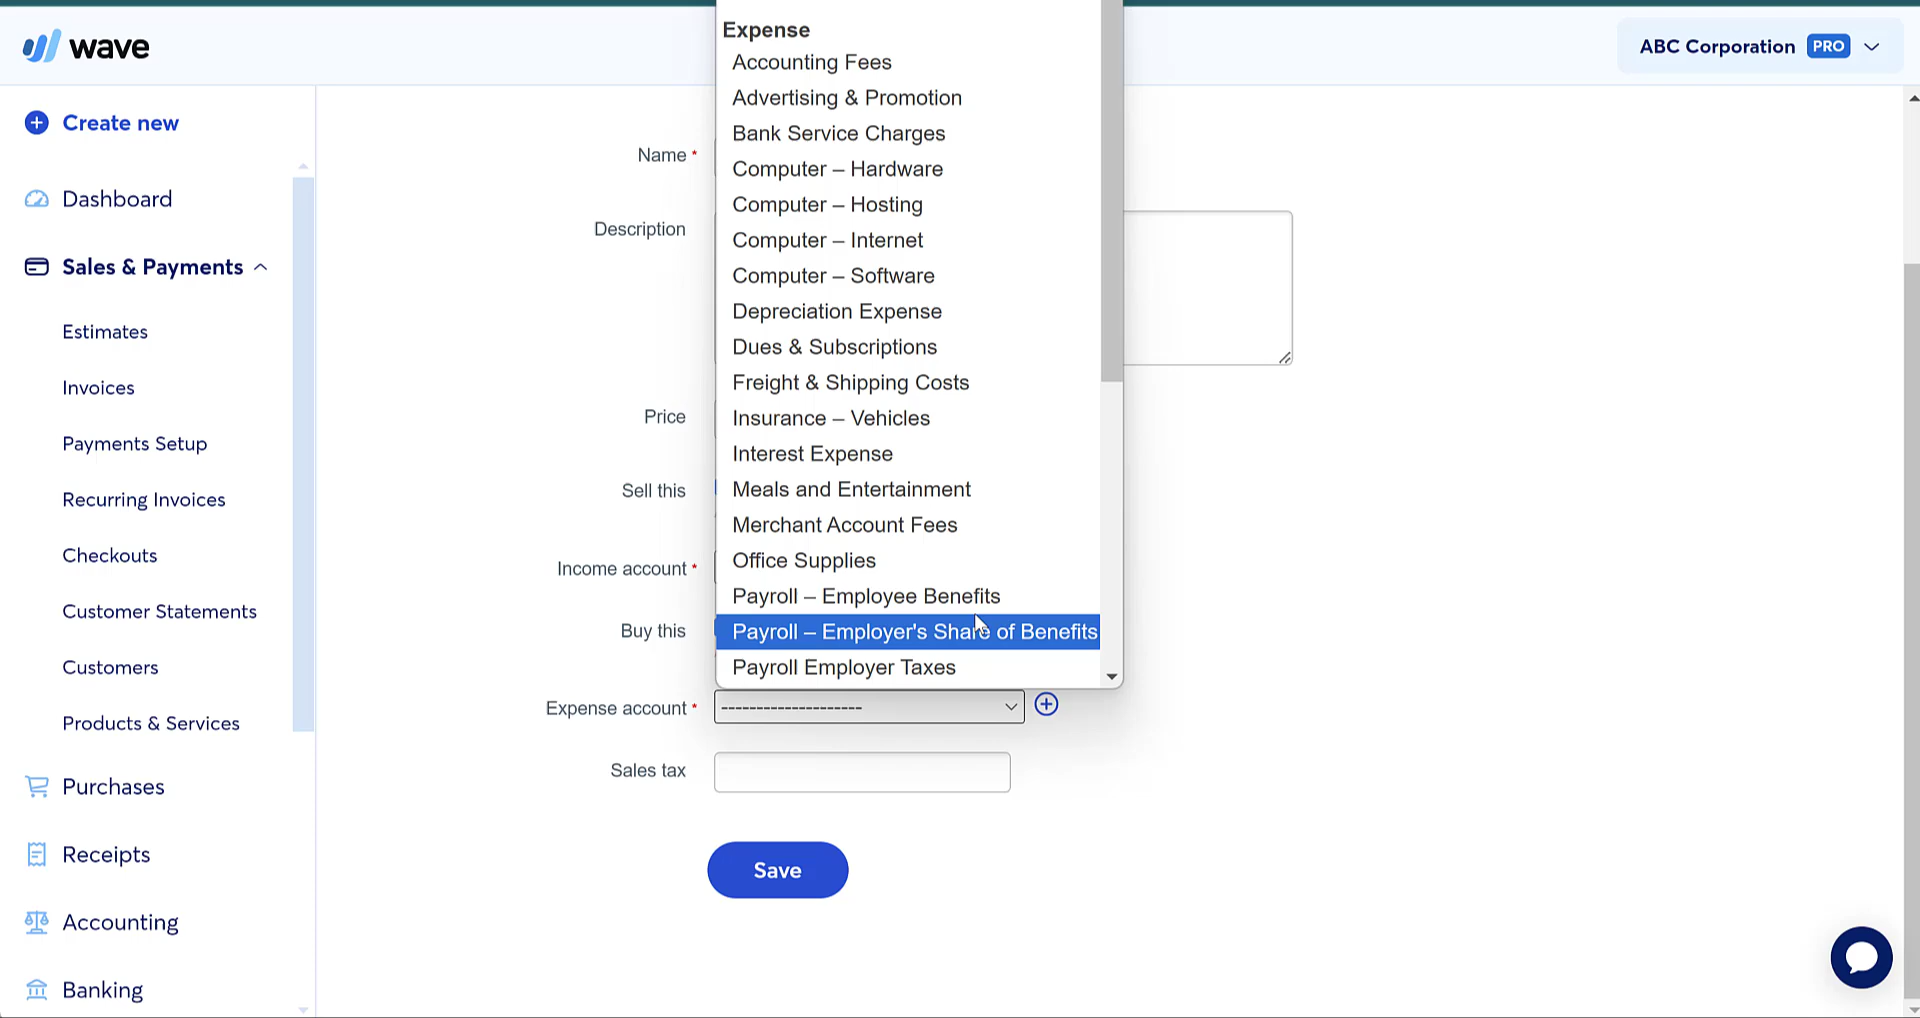 wave
ABC Corporation PRO
Create new
Dashboard
Sales & Payments
Estimates
Invoices
Payments Setup
Recurring Invoices
Checkouts
Customer Statements
Customers
Products & Services
Purchases
Receipts
Accounting
Banking
Name *
Description
Price
Sell this
Income account *
Buy this
Expense account *
Sales tax
Expense
Accounting Fees
Advertising & Promotion
Bank Service Charges
Computer – Hardware
Computer – Hosting
Computer – Internet
Computer – Software
Depreciation Expense
Dues & Subscriptions
Freight & Shipping Costs
Insurance – Vehicles
Interest Expense
Meals and Entertainment
Merchant Account Fees
Office Supplies
Payroll – Employee Benefits
Payroll – Employer's Share of Benefits
Payroll Employer Taxes
---------------------
Save